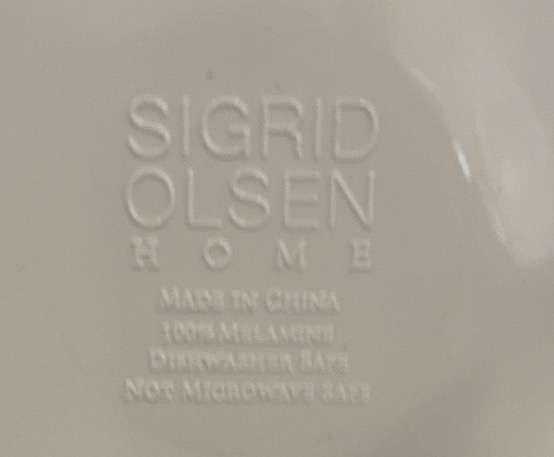 SIGRID
OLSEN
HOME
MADE IN CHINA
100% MELAMINE
DISHWASHER SAFE
NOT MICROWAVE SAFE